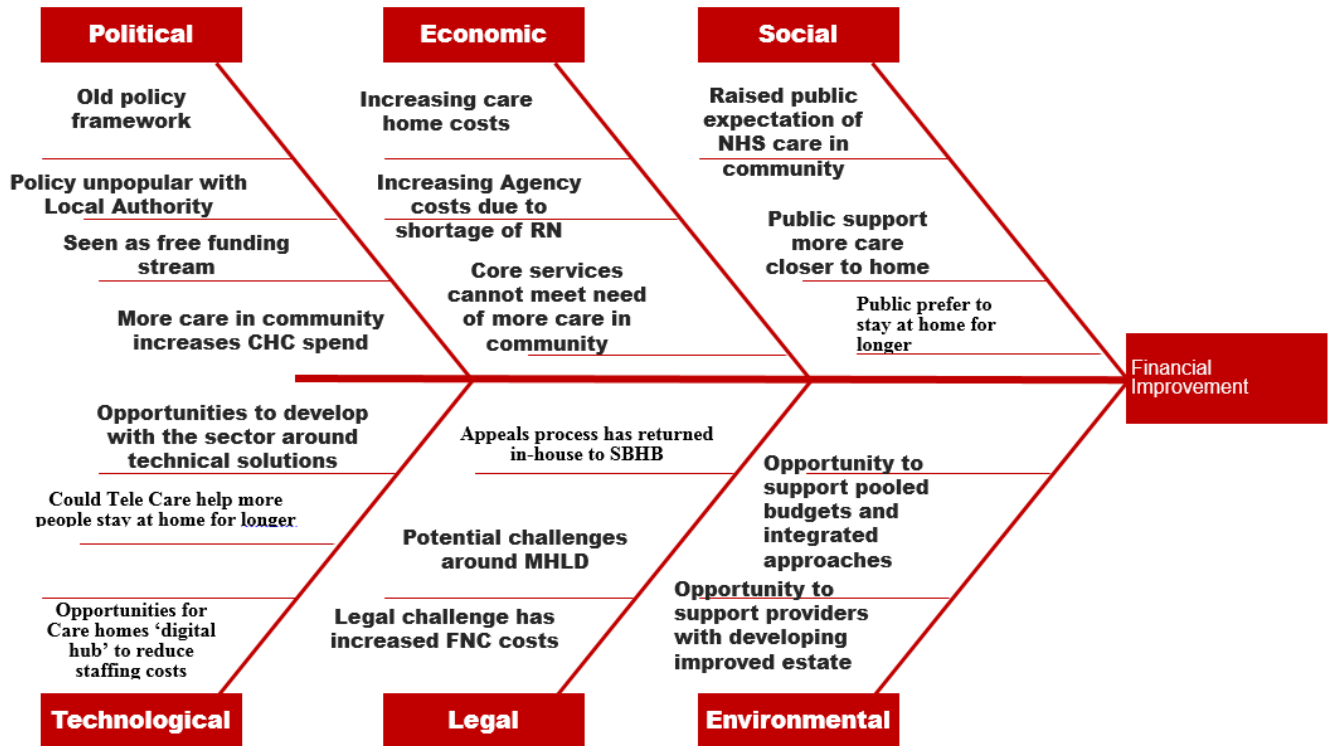 Political
Old policy
framework
Policy unpopular with
Local Authority
Seen as free funding
stream
More care in community
increases CHC spend
Economic
Increasing care
home costs
Increasing Agency
costs due to
shortage of RN
Core services
cannot meet need
of more care in
community
Social
Raised public
expectation of
NHS care in
community
Public support
more care
closer to home
Public prefer to
stay at home for
longer
Financial
Improvement
Opportunities to develop
with the sector around
technical solutions
Could Tele Care help more
people stay at home for longer
Opportunities for
Care homes ‘digital
hub’ to reduce
staffing costs
Technological
Appeals process has returned
in-house to SBHB
Potential challenges
around MHLD
Legal challenge has
increased FNC costs
Legal
Opportunity to
support pooled
budgets and
integrated
approaches
Opportunity to
support providers
with developing
improved estate
Environmental